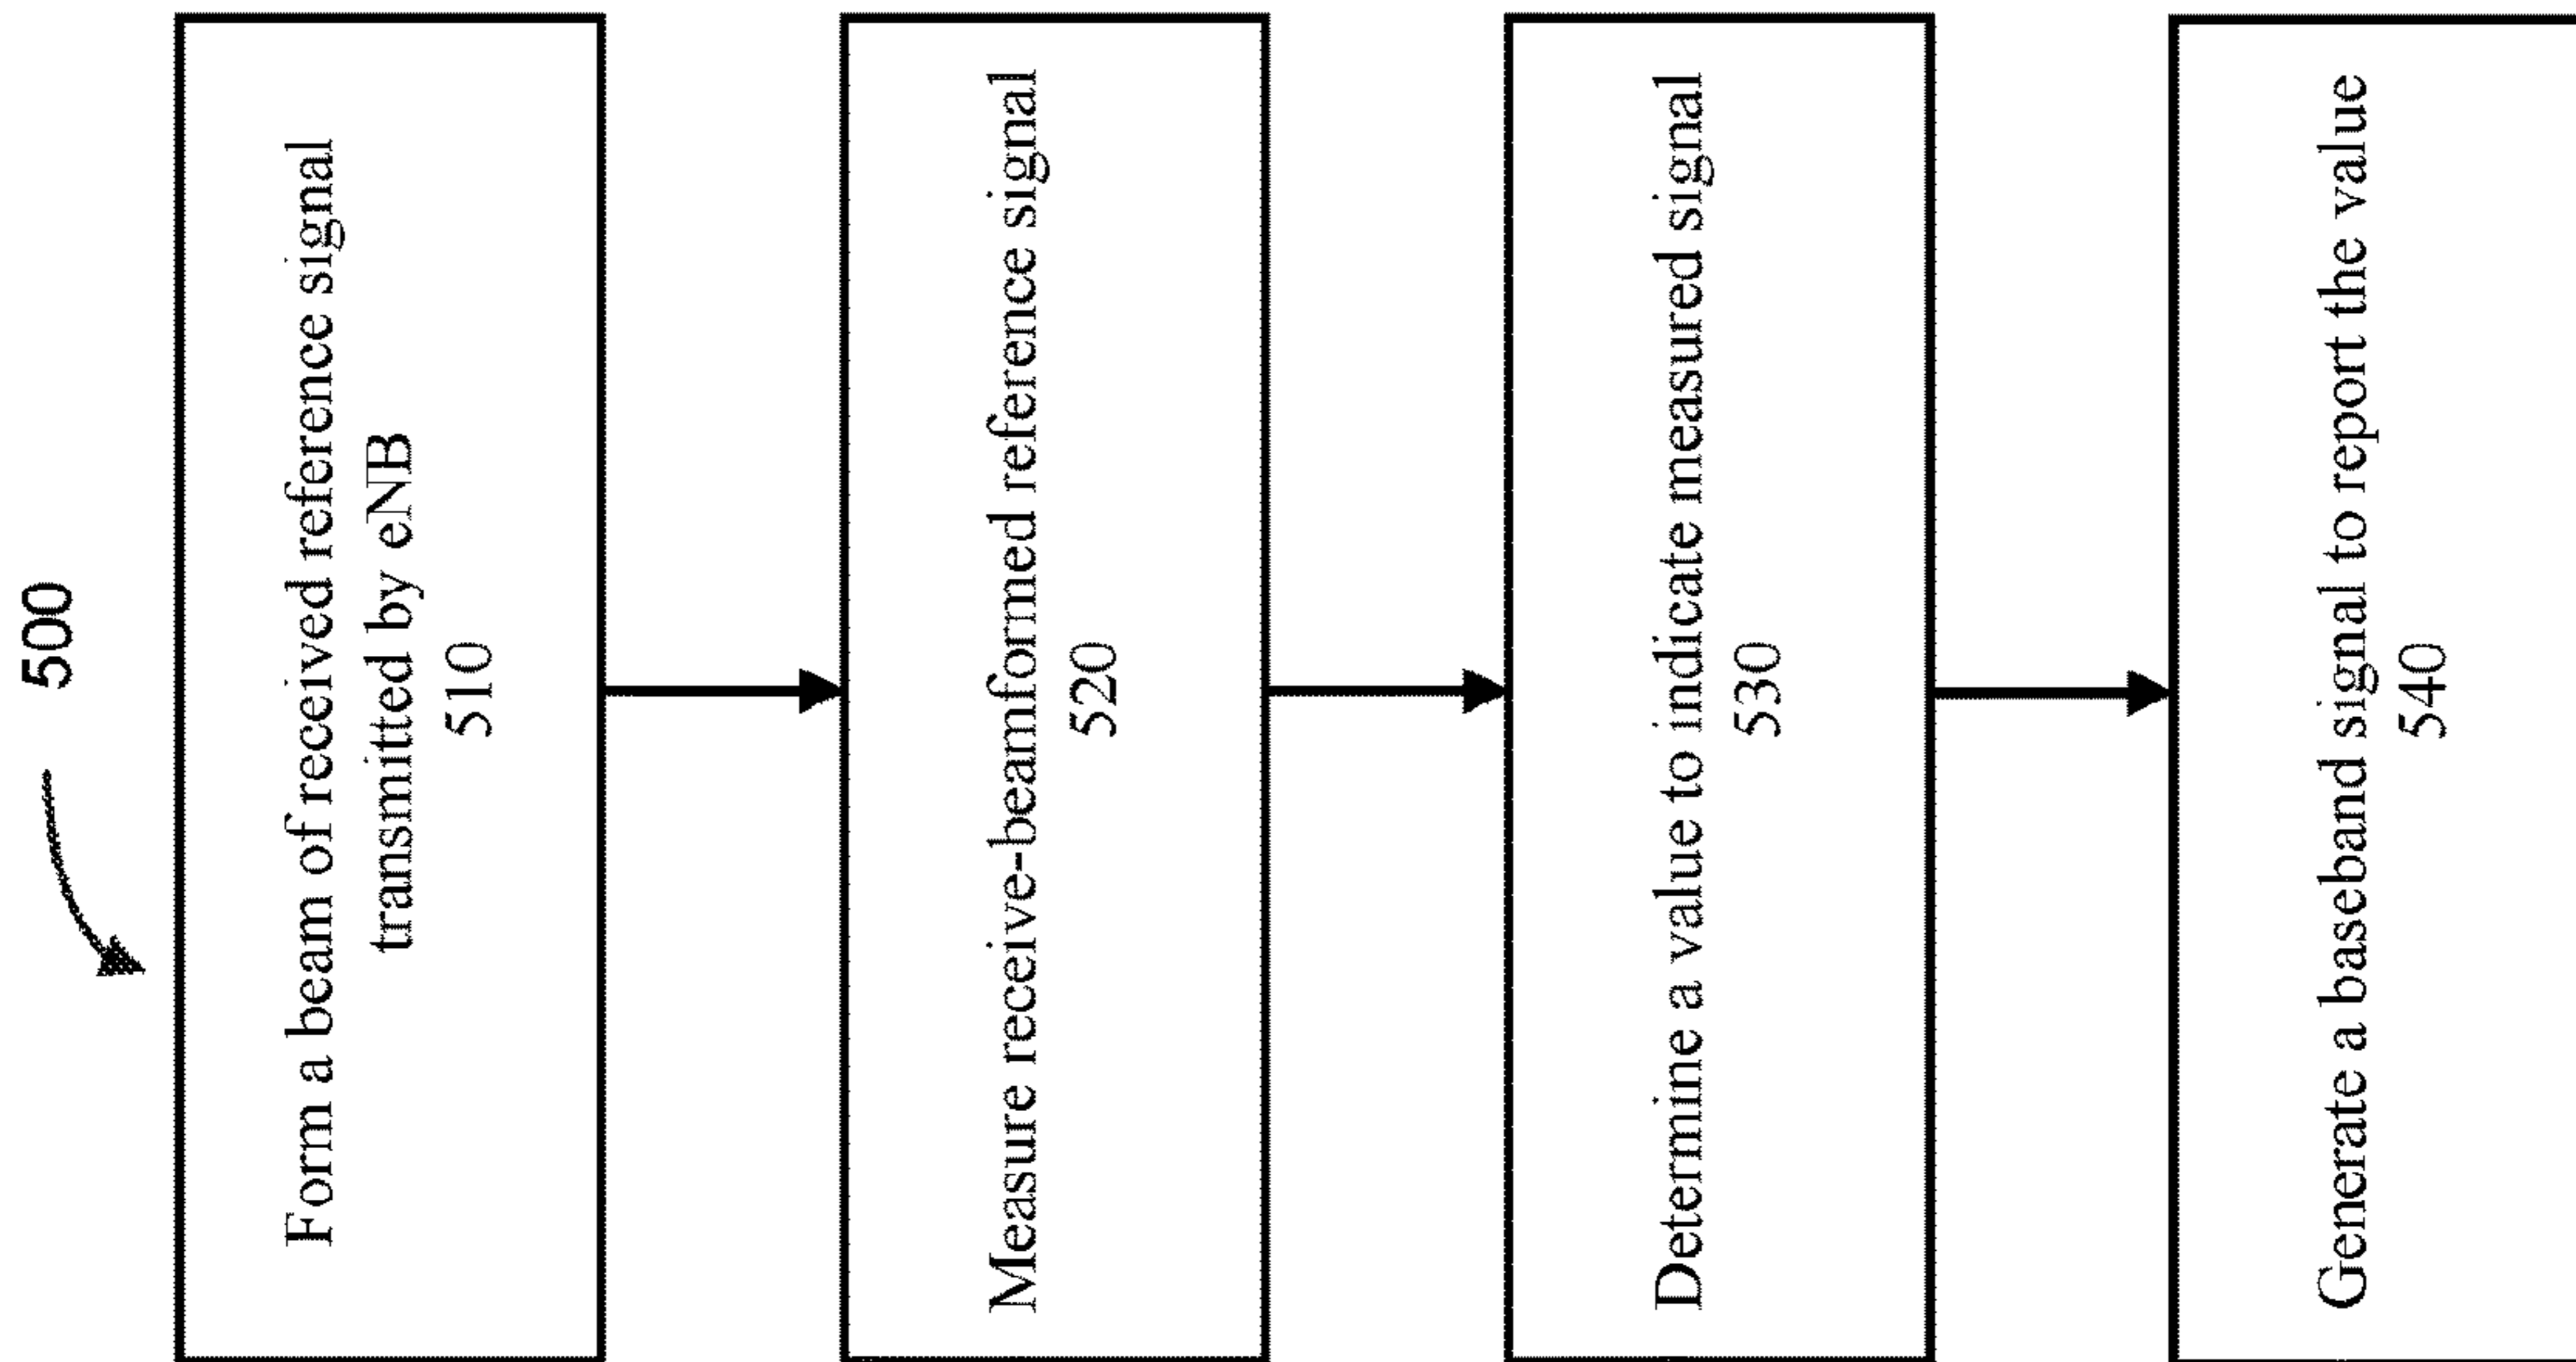 500
Form a beam of received reference signal
transmitted by eNB
510
Measure receive-beamformed reference signal
520
Determine a value to indicate measured signal
530
Generate a baseband signal to report the value
540